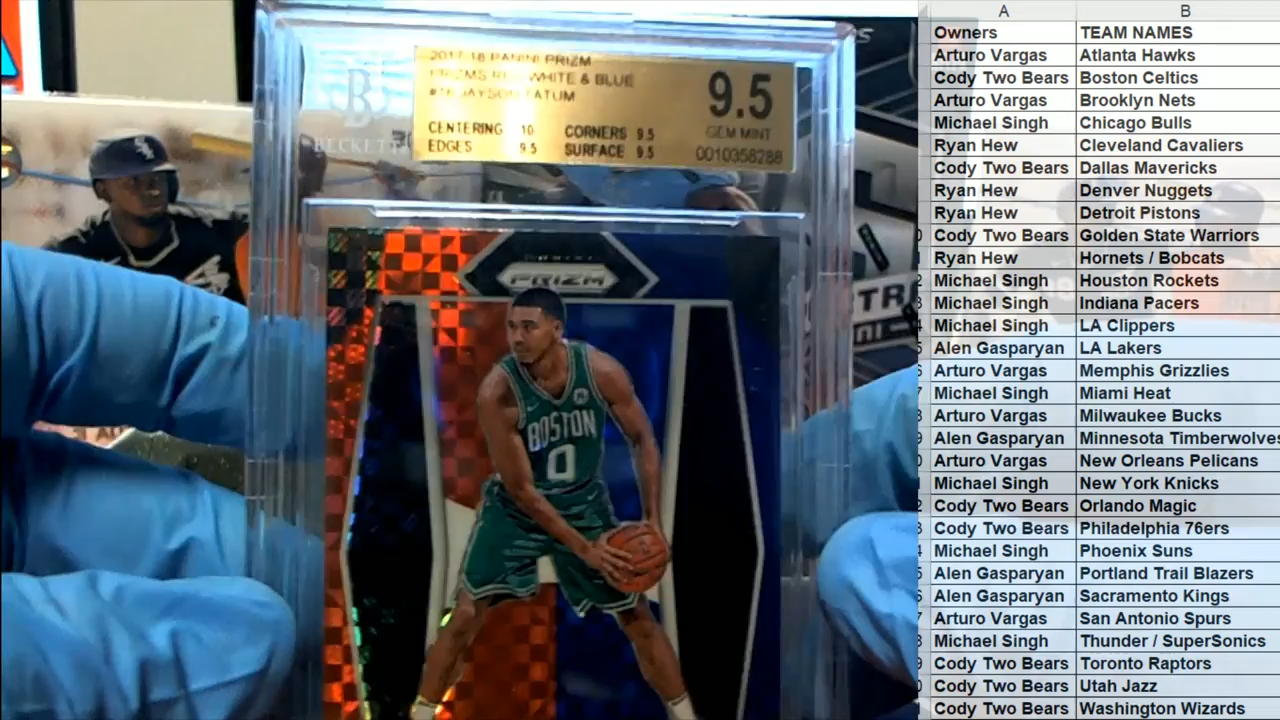 2017-18 PANINI PRIZM
PRIZMS RED WHITE & BLUE
JAYSON TATUM
CENTERING 10 CORNERS 9.5
EDGES 9.5 SURFACE 9.5
9.5
GEM MINT
0010358288
BECKETT
PRIZM
BOSTON
0
A B
Owners TEAM NAMES
Arturo Vargas Atlanta Hawks
Cody Two Bears Boston Celtics
Arturo Vargas Brooklyn Nets
Michael Singh Chicago Bulls
Ryan Hew Cleveland Cavaliers
Cody Two Bears Dallas Mavericks
Ryan Hew Denver Nuggets
Ryan Hew Detroit Pistons
Cody Two Bears Golden State Warriors
Ryan Hew Hornets / Bobcats
Michael Singh Houston Rockets
Michael Singh Indiana Pacers
Michael Singh LA Clippers
Alen Gasparyan LA Lakers
Arturo Vargas Memphis Grizzlies
Michael Singh Miami Heat
Arturo Vargas Milwaukee Bucks
Alen Gasparyan Minnesota Timberwolves
Arturo Vargas New Orleans Pelicans
Michael Singh New York Knicks
Cody Two Bears Orlando Magic
Cody Two Bears Philadelphia 76ers
Michael Singh Phoenix Suns
Alen Gasparyan Portland Trail Blazers
Alen Gasparyan Sacramento Kings
Arturo Vargas San Antonio Spurs
Michael Singh Thunder / SuperSonics
Cody Two Bears Toronto Raptors
Cody Two Bears Utah Jazz
Cody Two Bears Washington Wizards